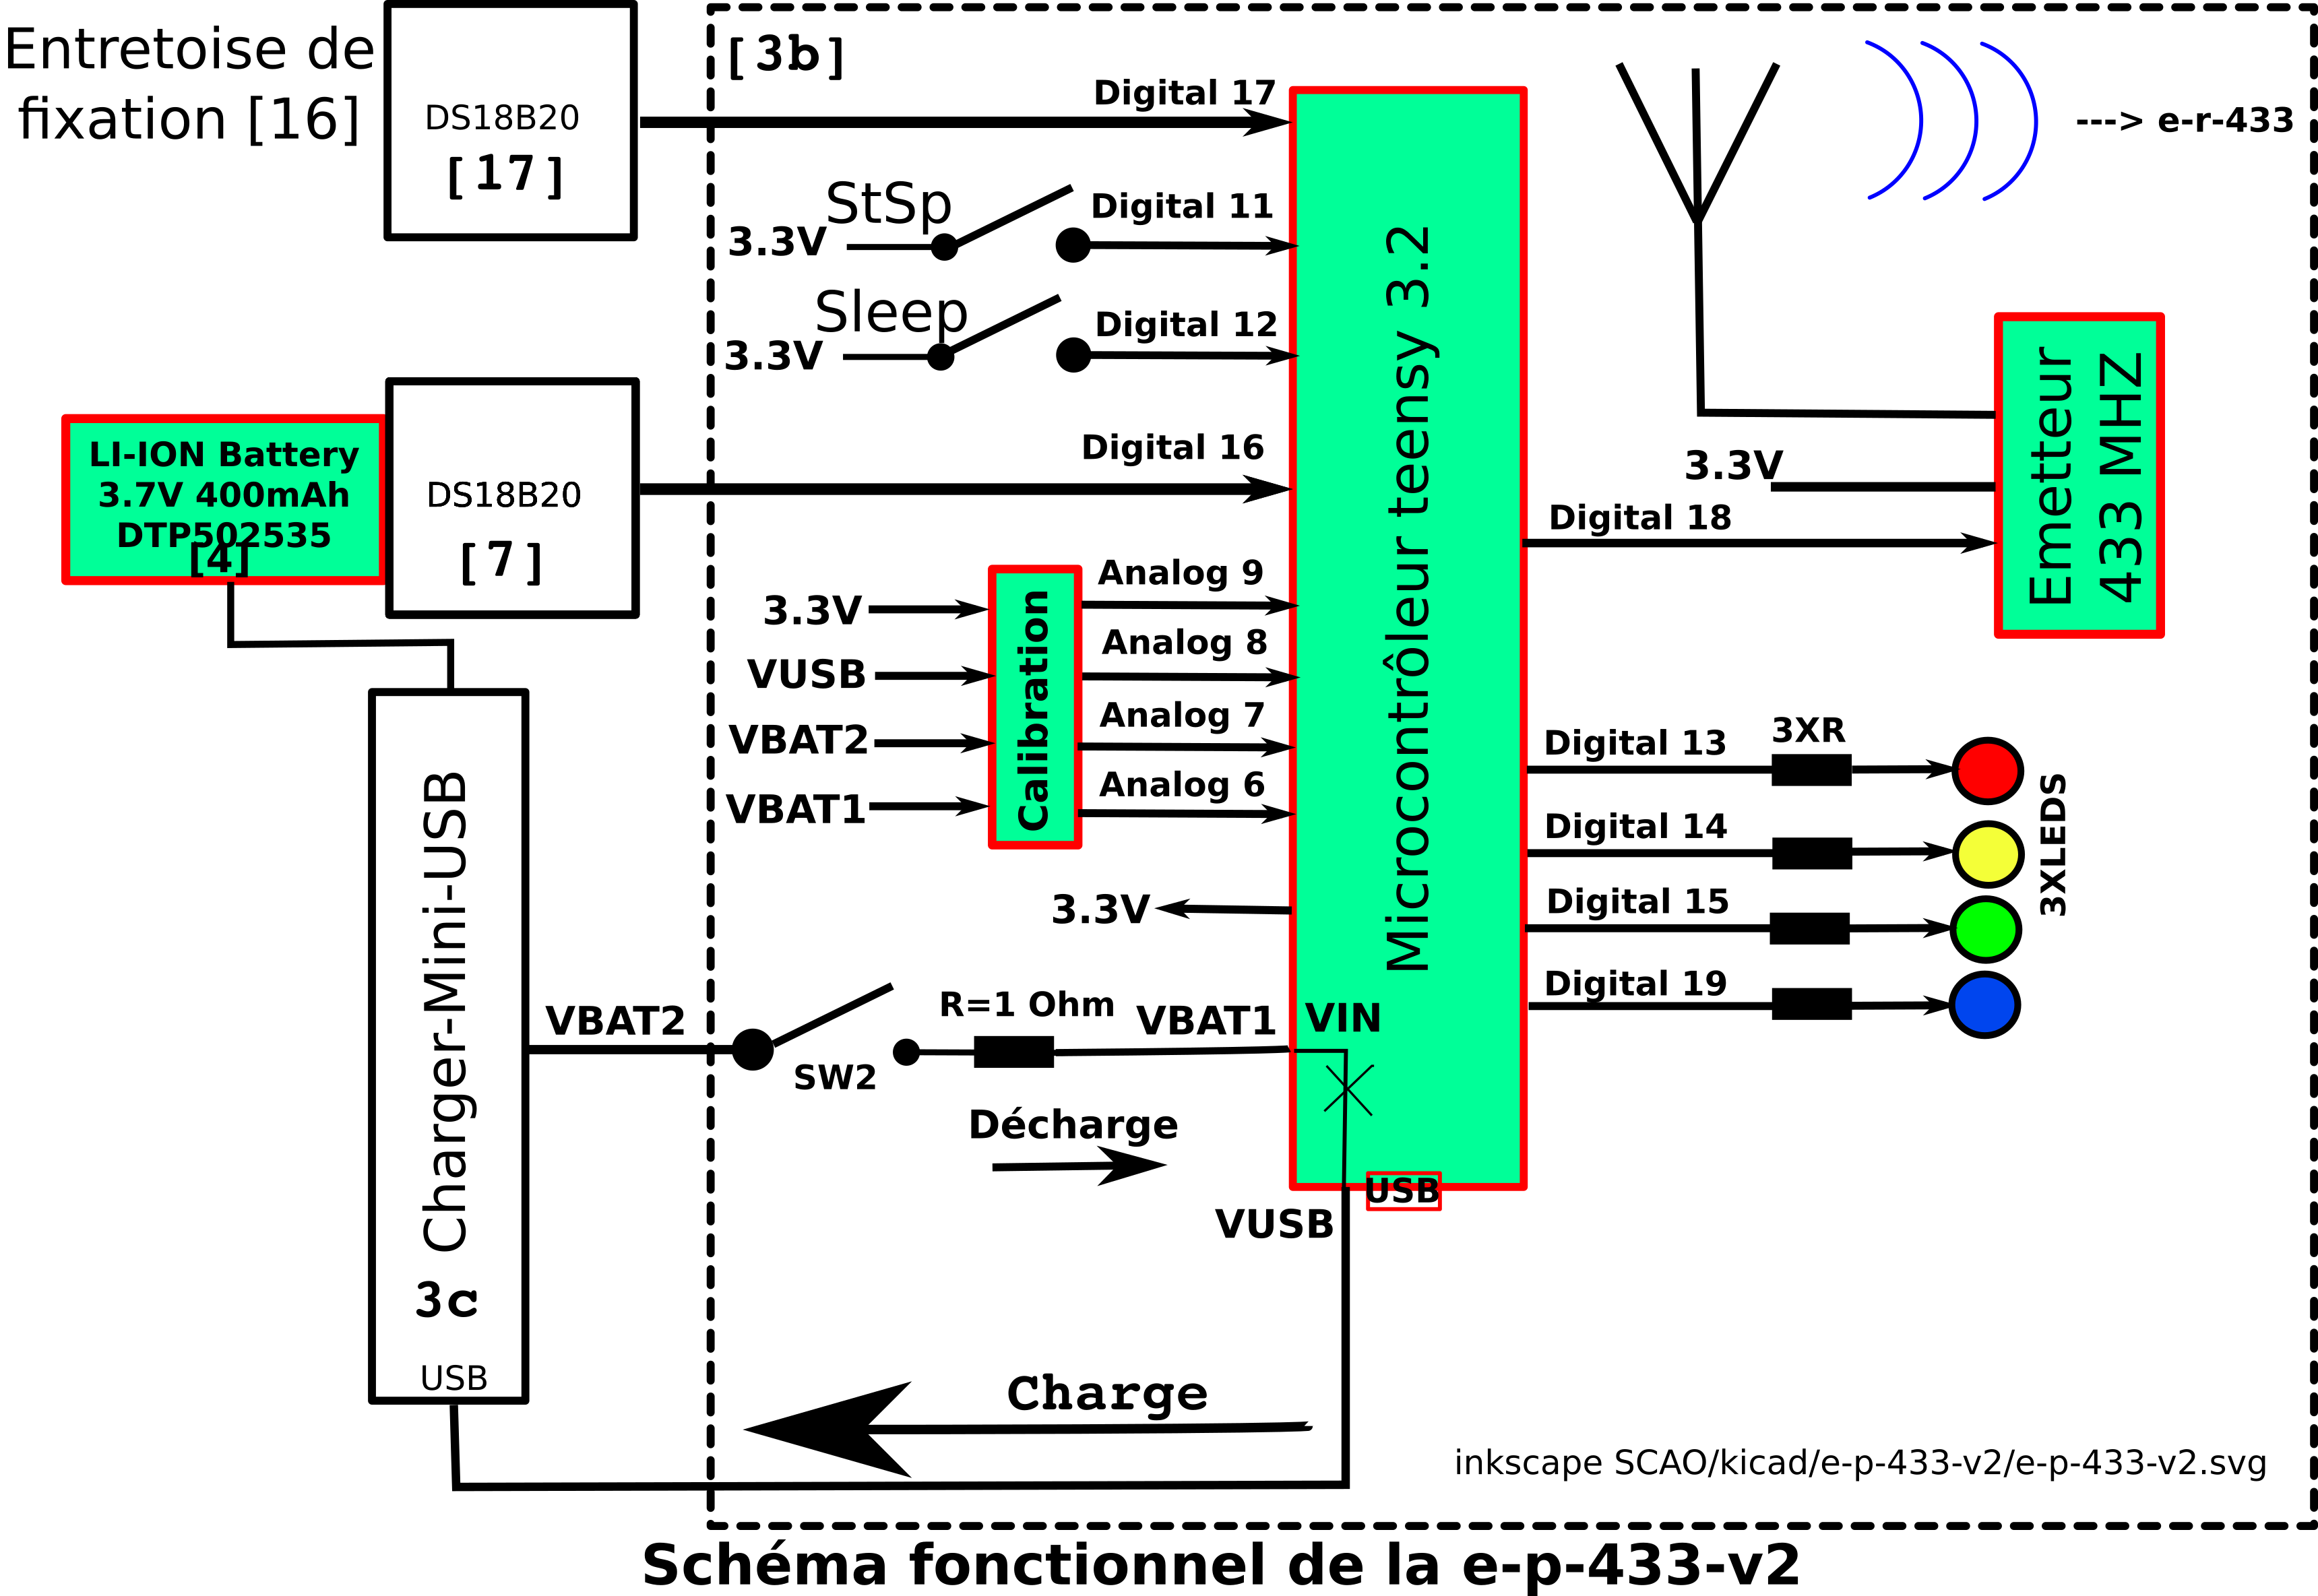 Entretoise de
fixation [16]
DS18B20
[17]
[3b]
Digital 17
---> e-r-433
StSp
3.3V
Digital 11
Sleep
3.3V
Digital 12
LI-ION Battery
3.7V 400mAh
DTP502535
[4]
DS18B20
[7]
Digital 16
Microcontrôleur teensy 3.2
Emetteur
433 MHZ
3.3V
Digital 18
3.3V
VUSB
VBAT2
VBAT1
Calibration
Analog 9
Analog 8
Analog 7
Analog 6
3.3V
Digital 13
3XR
Digital 14
Digital 15
Digital 19
3XLEDS
Charger-Mini-USB
3c
USB
VBAT2
SW2
R=1 Ohm
VBAT1
VIN
Décharge
USB
VUSB
Charge
inkscape SCAO/kicad/e-p-433-v2/e-p-433-v2.svg
Schéma fonctionnel de la e-p-433-v2